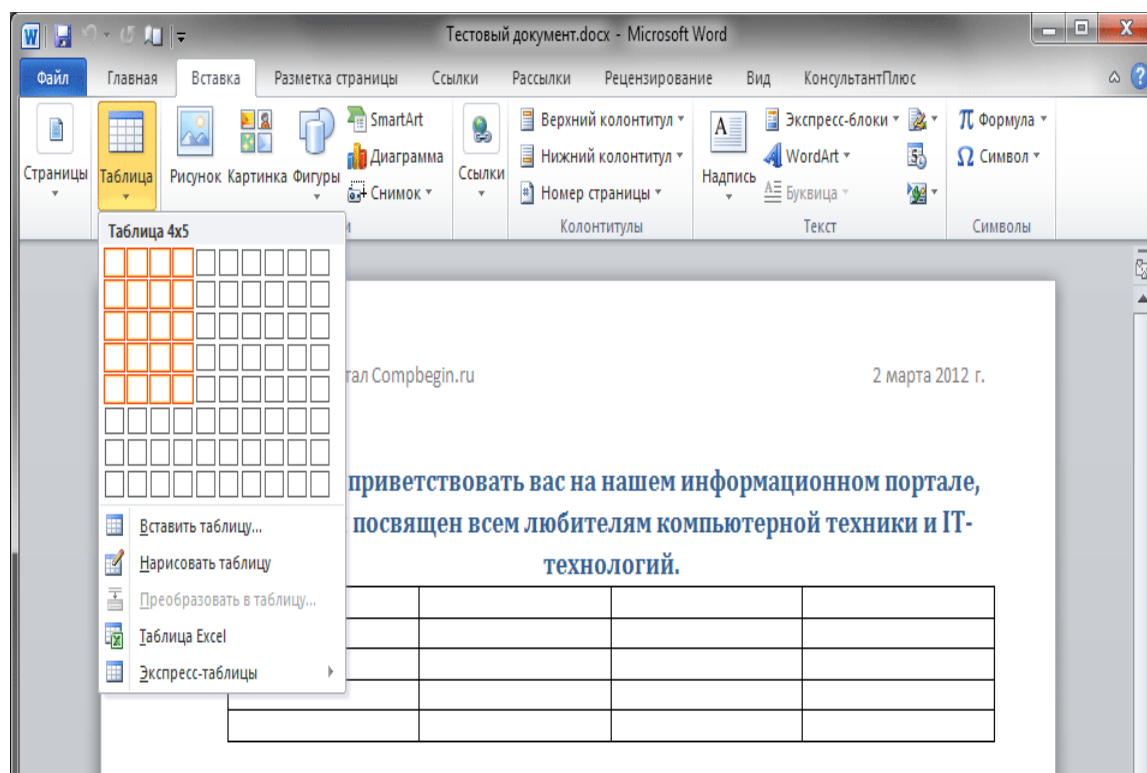 Тестовый документ.docx - Microsoft Word
Файл Главная Вставка Разметка страницы Ссылки Рассылки Рецензирование Вид КонсультантПлюс
Страницы
Таблица
Рисунок Картинка Фигуры
SmartArt
Диаграмма
Снимок
Ссылки
Верхний колонтитул
Нижний колонтитул
Номер страницы
Колонтитулы
Надпись
Экспресс-блоки
WordArt
Буквица
Текст
π Формула
Ω Символ
Символы
Таблица 4x5
Вставить таблицу...
Нарисовать таблицу
Преобразовать в таблицу...
Таблица Excel
Экспресс-таблицы
Compbegin.ru 2 марта 2012 г.
приветствовать вас на нашем информационном портале,
посвящен всем любителям компьютерной техники и IT-
технологий.